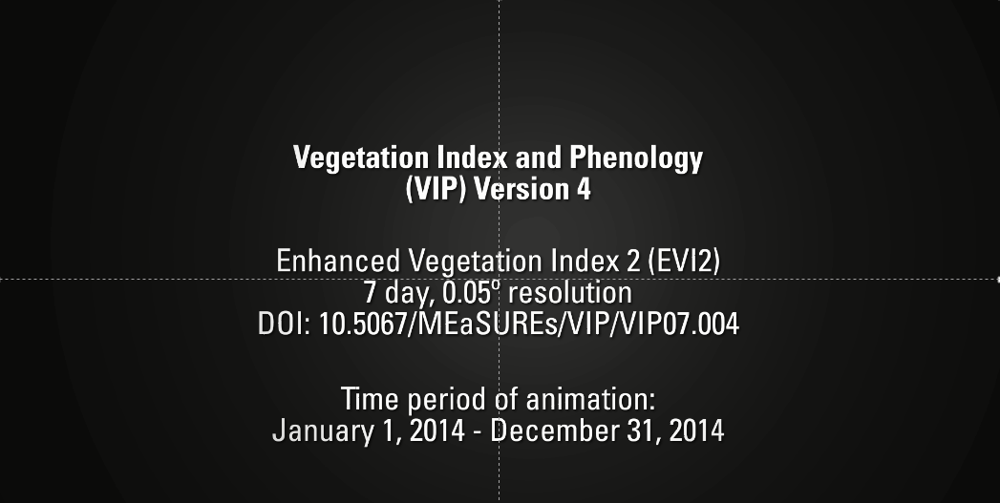 Vegetation Index and Phenology
(VIP) Version 4
Enhanced Vegetation Index 2 (EVI2)
7 day, 0.05º resolution
DOI: 10.5067/MEaSUREs/VIP/VIP07.004
Time period of animation:
January 1, 2014 - December 31, 2014